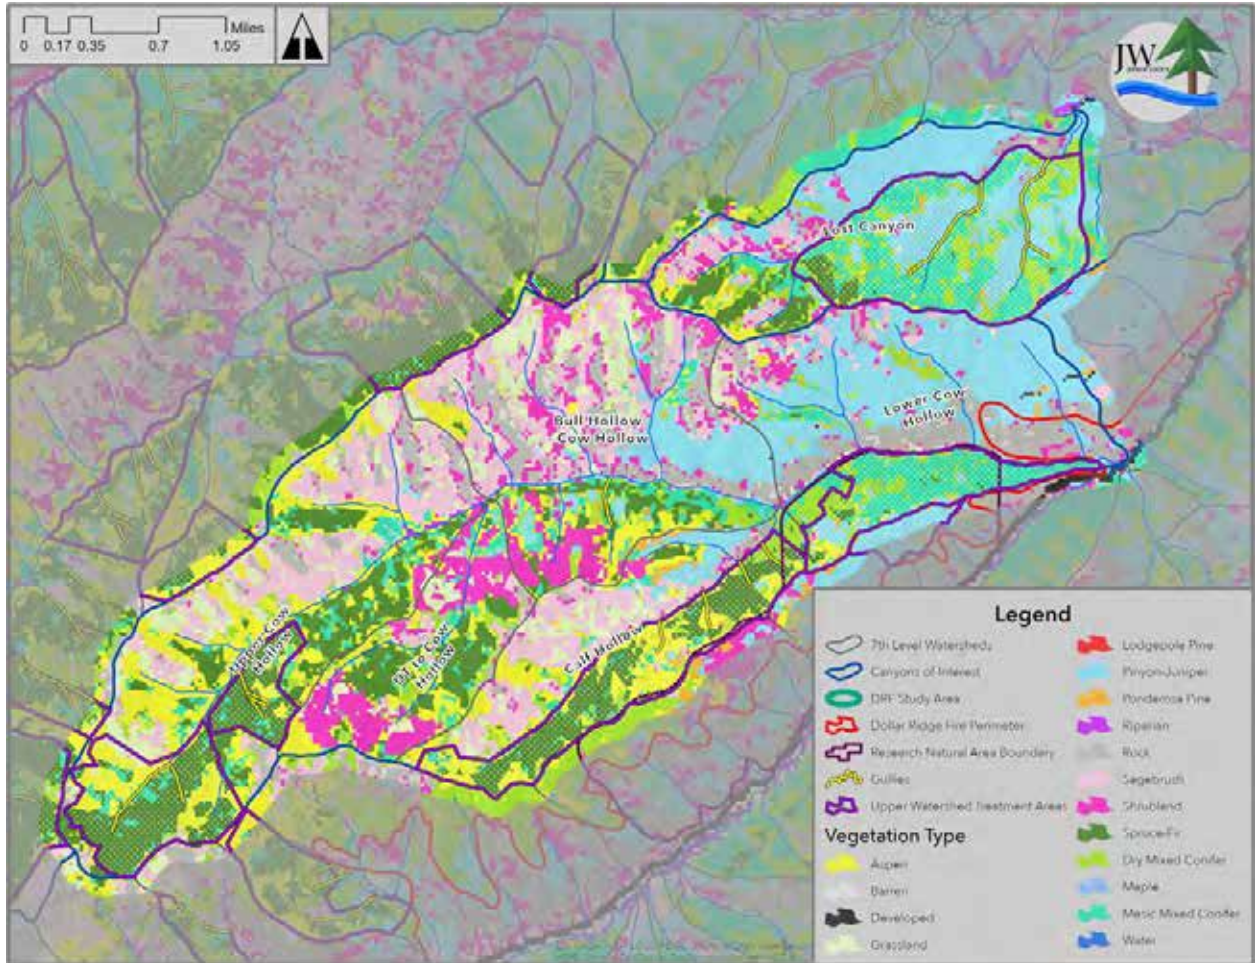 Miles
0 0.17 0.35 0.7 1.05
JW
Lost Canyon
Lower Cow
Hollow
Bull Hollow
Cow Hollow
Upper Cow
Hollow
Cow
Hollow
Calf Hollow
Legend
7th Level Watersheds
Canyons of Interest
DRF Study Area
Dollar Ridge Fire Perimeter
Research Natural Area Boundary
Gullies
Upper Watershed Treatment Areas
Vegetation Type
Aspen
Barren
Developed
Grassland
Lodgepole Pine
Pinyon-Juniper
Ponderosa Pine
Riparian
Rock
Sagebrush
Shrubland
Spruce-Fir
Dry Mixed Conifer
Maple
Mesic Mixed Conifer
Water